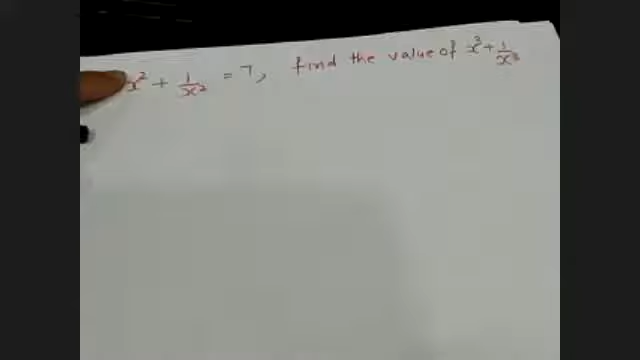 x² + 1/x² = 7, find the value of x³ + 1/x³